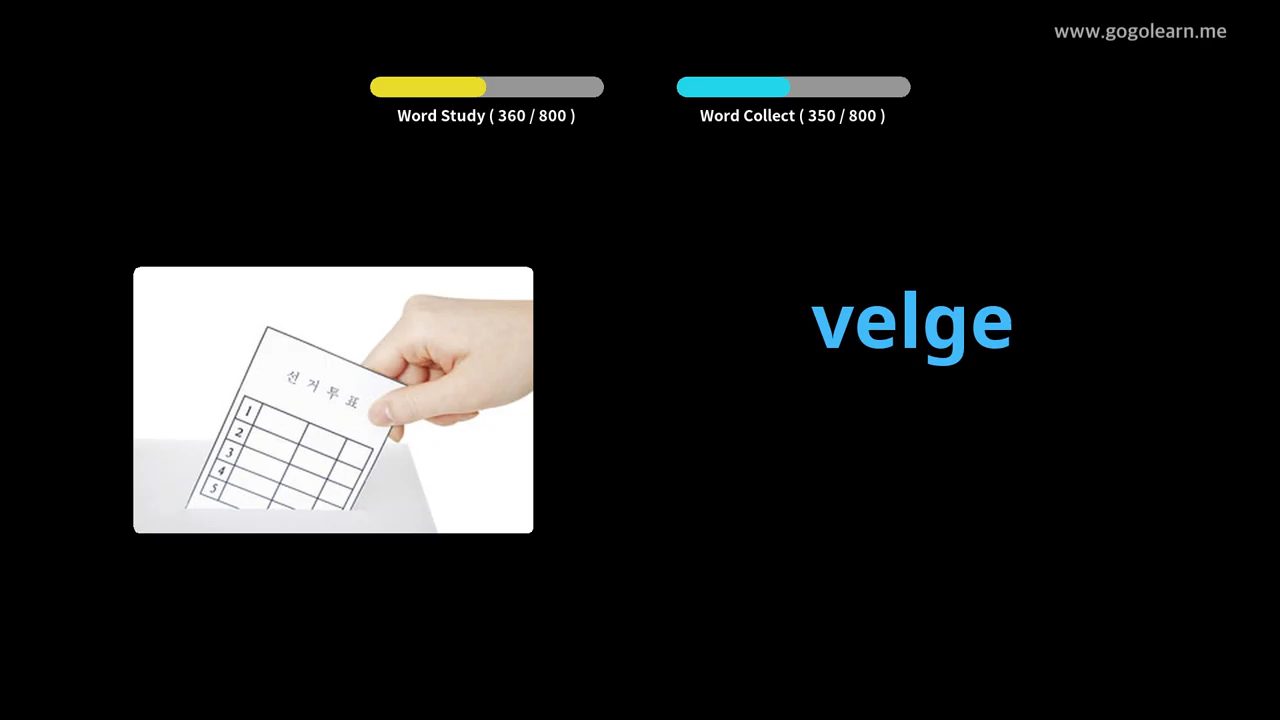 www.gogolearn.me
Word Study ( 360 / 800 )
Word Collect ( 350 / 800 )
velge
선거투표
1
2
3
4
5